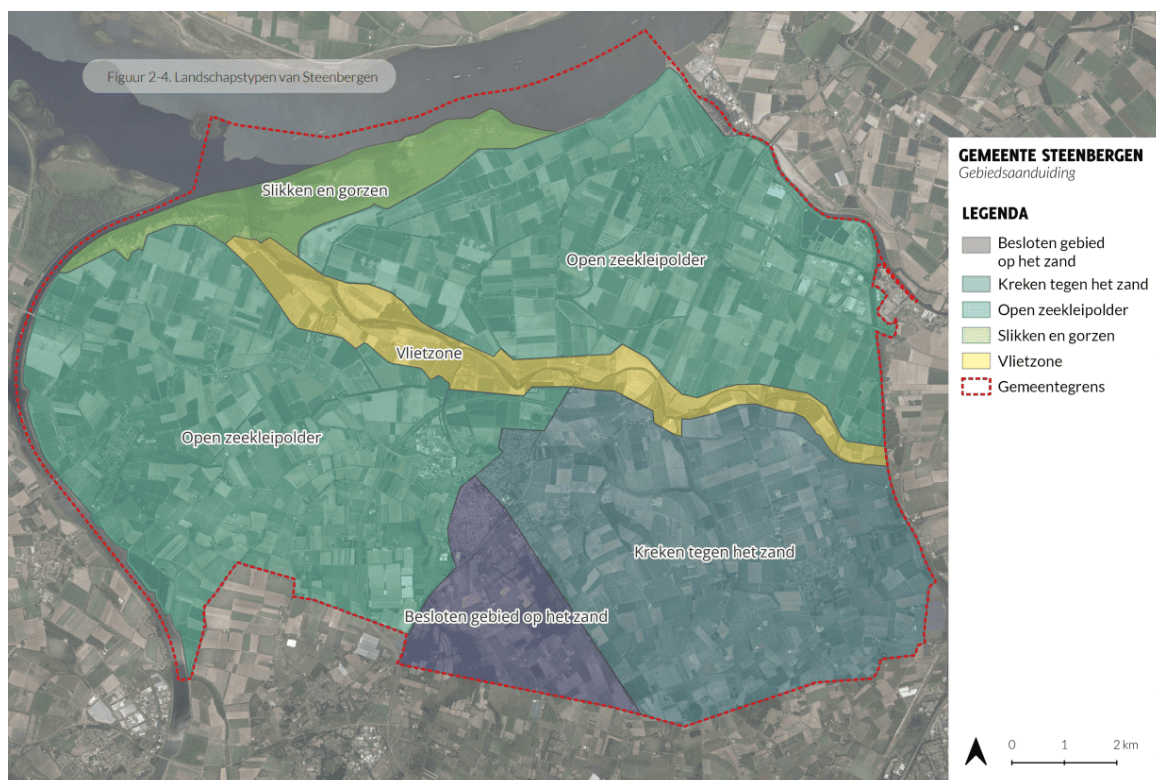 Figuur 2-4. Landschapstypen van Steenbergen
Slikken en gorzen
Open zeekleipolder
Vlietzone
Open zeekleipolder
Kreken tegen het zand
Besloten gebied op het zand
GEMEENTE STEENBERGEN
Gebiedsaanduiding
LEGENDA
Besloten gebied
op het zand
Kreken tegen het zand
Open zeekleipolder
Slikken en gorzen
Vlietzone
Gemeentegrens
0 1 2 km